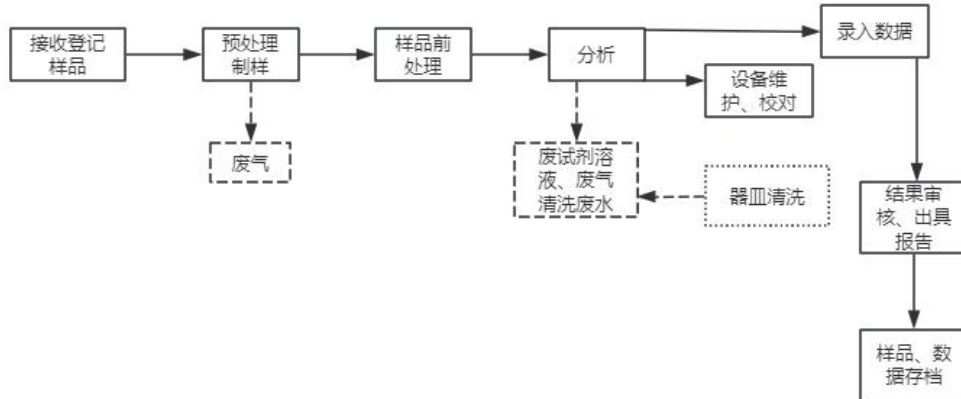 接收登记
样品
预处理
制样
样品前
处理
分析
录入数据
设备维
护、校对
废气
废试剂溶
液、废气
清洗废水
器皿清洗
结果审
核、出具
报告
样品、数
据存档